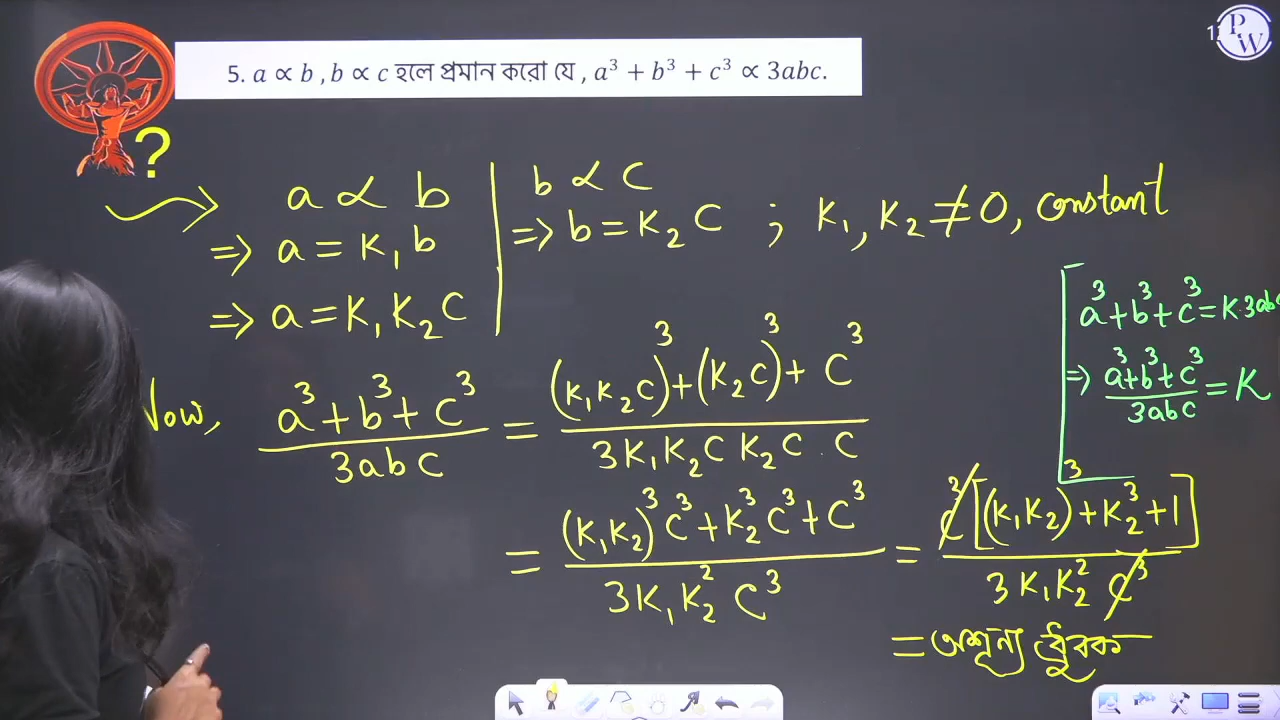 5. a ∝ b , b ∝ c হলে প্রমান করো যে , a³ + b³ + c³ ∝ 3abc.
PW
?
a ∝ b
⇒ a = K₁b
⇒ a = K₁K₂C
b ∝ c
⇒ b = K₂C ; K₁, K₂ ≠ 0, constant
a³+b³+c³ = K.3abc
⇒ (a³+b³+c³)/(3abc) = K
Now, (a³+b³+c³)/(3abc) = ((K₁K₂C)³+(K₂C)³+C³)/(3K₁K₂C K₂C . C)
= ((K₁K₂)³C³+K₂³C³+C³)/(3K₁K₂²C³) = (C³[(K₁K₂)³+K₂³+1])/(3K₁K₂²C³)
= অশূন্য ধ্রুবক